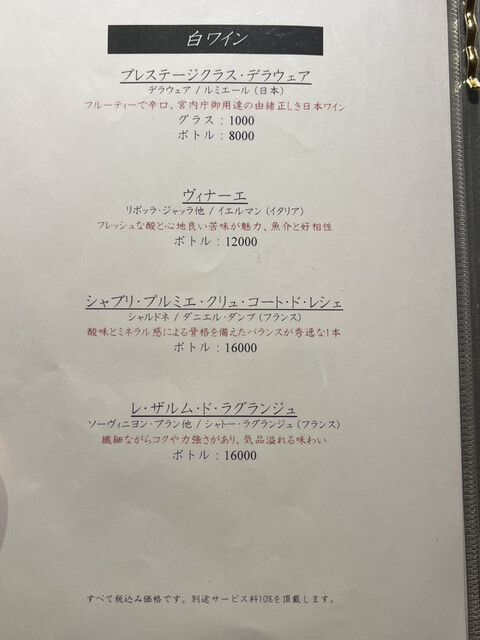 白ワイン
プレステージクラス・デラウェア
デラウェア / ルミエール (日本)
フルーティーで辛口、宮内庁御用達の由緒正しき日本ワイン
グラス : 1000
ボトル : 8000
ヴィナーエ
リボッラ・ジャッラ他 / イエルマン (イタリア)
フレッシュな酸と心地良い苦味が魅力、魚介と好相性
ボトル : 12000
シャブリ・プルミエ・クリュ・コート・ド・レシェ
シャルドネ / ダニエル・ダンプ (フランス)
酸味とミネラル感による骨格を備えたバランスが秀逸な1本
ボトル : 16000
レ・ザルム・ド・ラグランジュ
ソーヴィニヨン・ブラン他 / シャトー・ラグランジュ (フランス)
繊細ながらコクや力強さがあり、気品溢れる味わい
ボトル : 16000
すべて税込み価格です。別途サービス料10%を頂戴します。